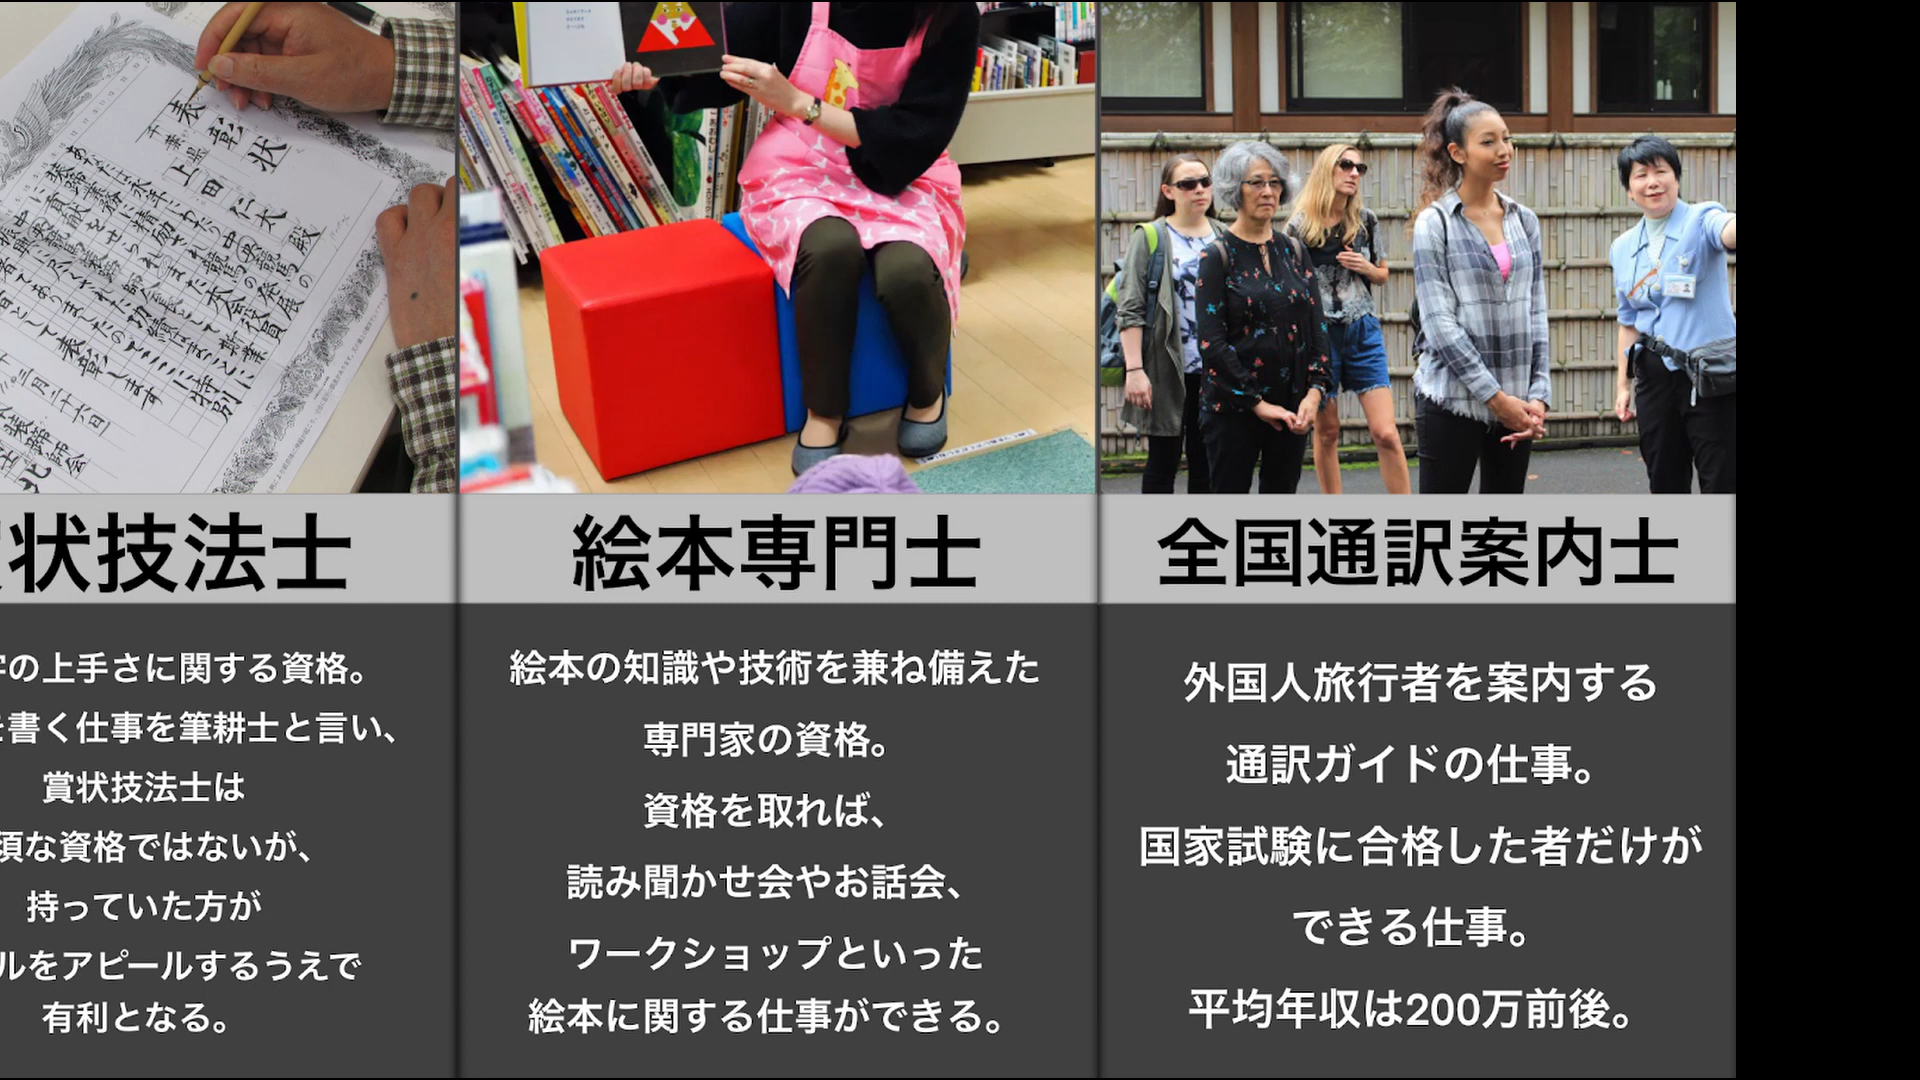 表彰状
千葉県
上田仁大殿
状技法士
の上手さに関する資格。
書く仕事を筆耕士と言い、
賞状技法士は
須な資格ではないが、
持っていた方が
ルをアピールするうえで
有利となる。
絵本専門士
絵本の知識や技術を兼ね備えた
専門家の資格。
資格を取れば、
読み聞かせ会やお話会、
ワークショップといった
絵本に関する仕事ができる。
全国通訳案内士
外国人旅行者を案内する
通訳ガイドの仕事。
国家試験に合格した者だけが
できる仕事。
平均年収は200万前後。